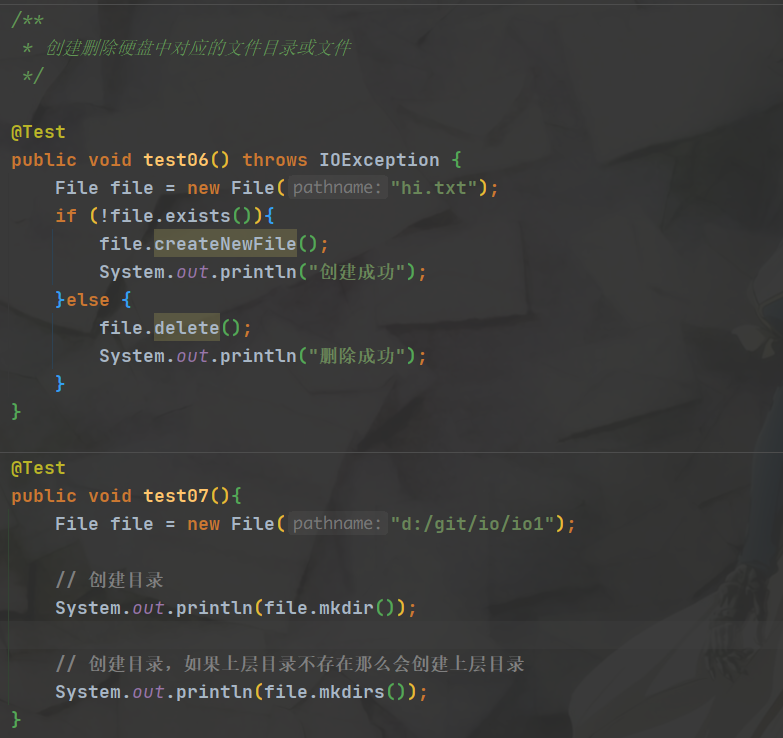 /**
 * 创建删除硬盘中对应的文件目录或文件
 */
@Test
public void test06() throws IOException {
    File file = new File( pathname: "hi.txt");
    if (!file.exists()){
        file.createNewFile();
        System.out.println("创建成功");
    }else {
        file.delete();
        System.out.println("删除成功");
    }
}
@Test
public void test07(){
    File file = new File( pathname: "d:/git/io/io1");
    // 创建目录
    System.out.println(file.mkdir());
    // 创建目录，如果上层目录不存在那么会创建上层目录
    System.out.println(file.mkdirs());
}